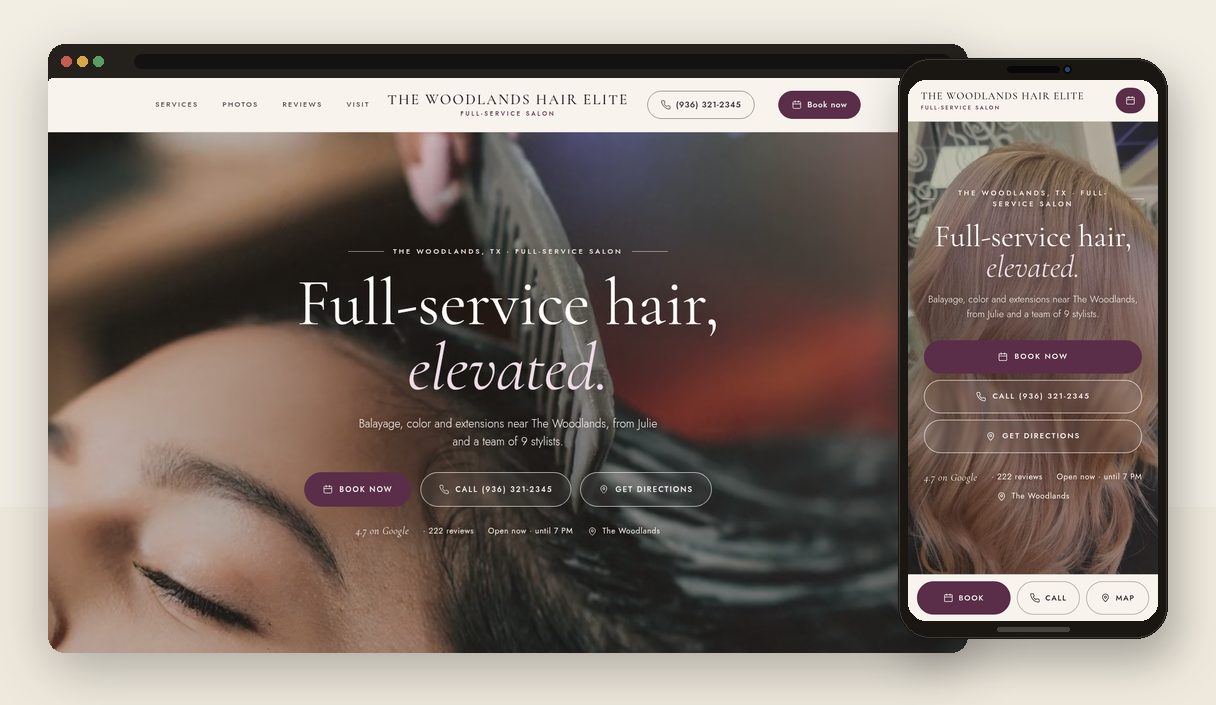 SERVICES PHOTOS REVIEWS VISIT THE WOODLANDS HAIR ELITE (936) 321-2345 Book now
FULL-SERVICE SALON
THE WOODLANDS, TX · FULL-SERVICE SALON
Full-service hair,
elevated.
Balayage, color and extensions near The Woodlands, from Julie
and a team of 9 stylists.
BOOK NOW CALL (936) 321-2345 GET DIRECTIONS
4.7 on Google · 222 reviews Open now · until 7 PM The Woodlands
THE WOODLANDS HAIR ELITE
FULL-SERVICE SALON
THE WOODLANDS, TX · FULL-
SERVICE SALON
Full-service hair,
elevated.
Balayage, color and extensions near The Woodlands,
from Julie and a team of 9 stylists.
BOOK NOW
CALL (936) 321-2345
GET DIRECTIONS
4.7 on Google · 222 reviews Open now · until 7 PM
The Woodlands
BOOK CALL MAP